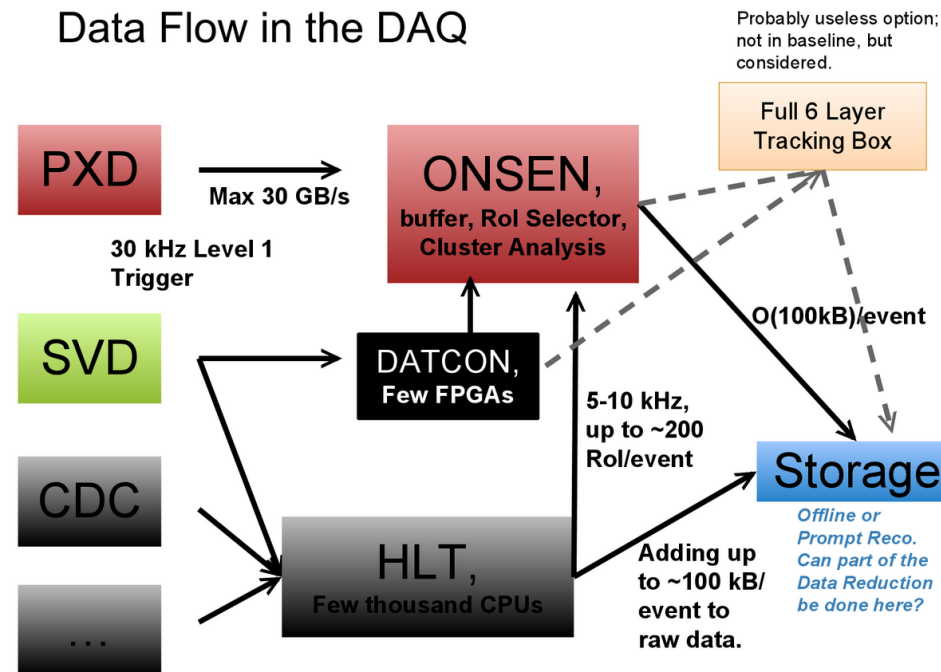 Data Flow in the DAQ
Probably useless option;
not in baseline, but
considered.
Full 6 Layer
Tracking Box
PXD
Max 30 GB/s
ONSEN,
buffer, RoI Selector,
Cluster Analysis
30 kHz Level 1
Trigger
SVD
DATCON,
Few FPGAs
O(100kB)/event
5-10 kHz,
up to ~200
RoI/event
CDC
Storage
Offline or
Prompt Reco.
Can part of the
Data Reduction
be done here?
HLT,
Few thousand CPUs
Adding up
to ~100 kB/
event to
raw data.
...